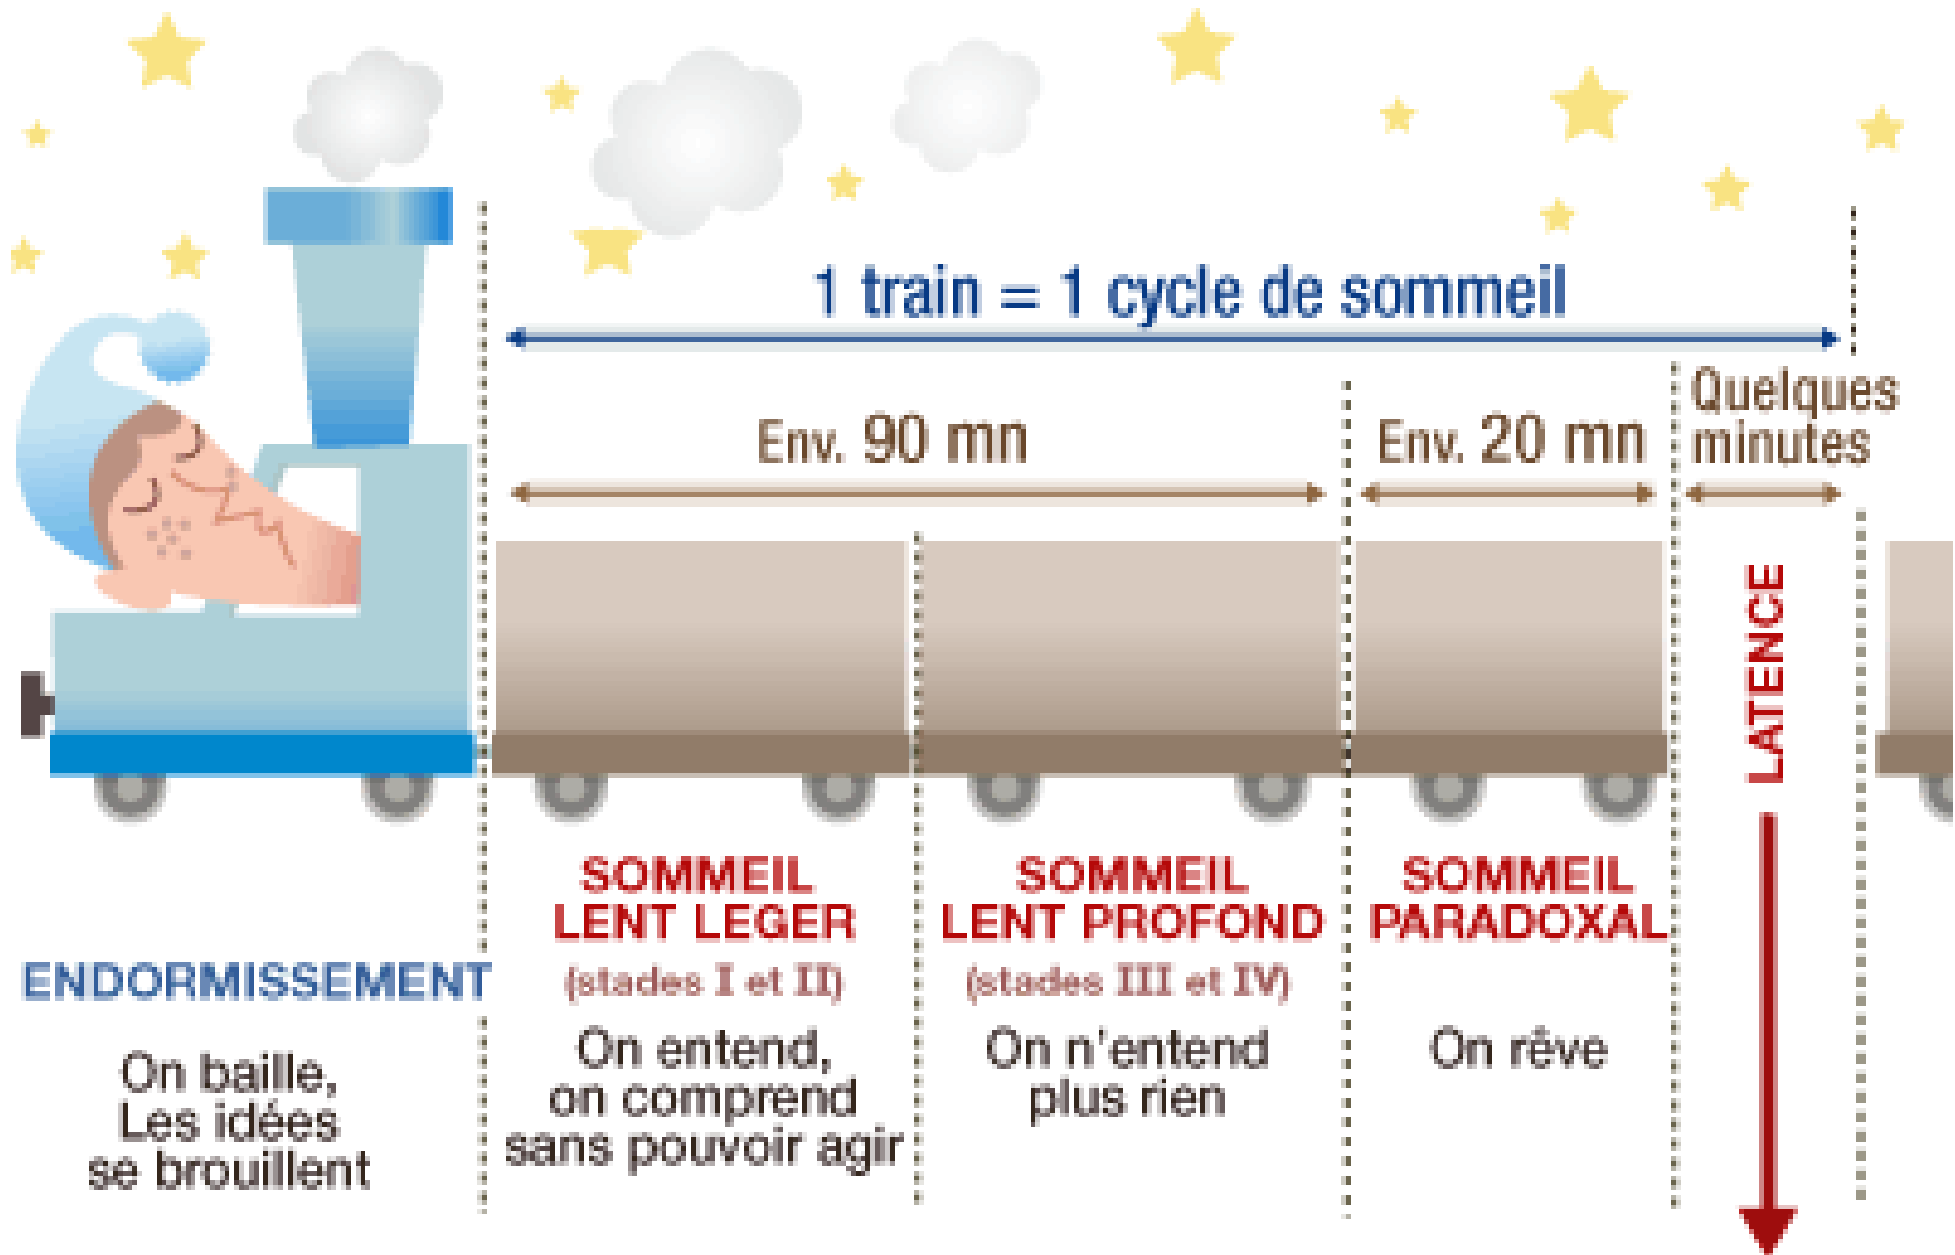 1 train = 1 cycle de sommeil
Env. 90 mn
Env. 20 mn
Quelques
minutes
LATENCE
ENDORMISSEMENT
On baille,
Les idées
se brouillent
SOMMEIL
LENT LEGER
(stades I et II)
On entend,
on comprend
sans pouvoir agir
SOMMEIL
LENT PROFOND
(stades III et IV)
On n'entend
plus rien
SOMMEIL
PARADOXAL
On rêve